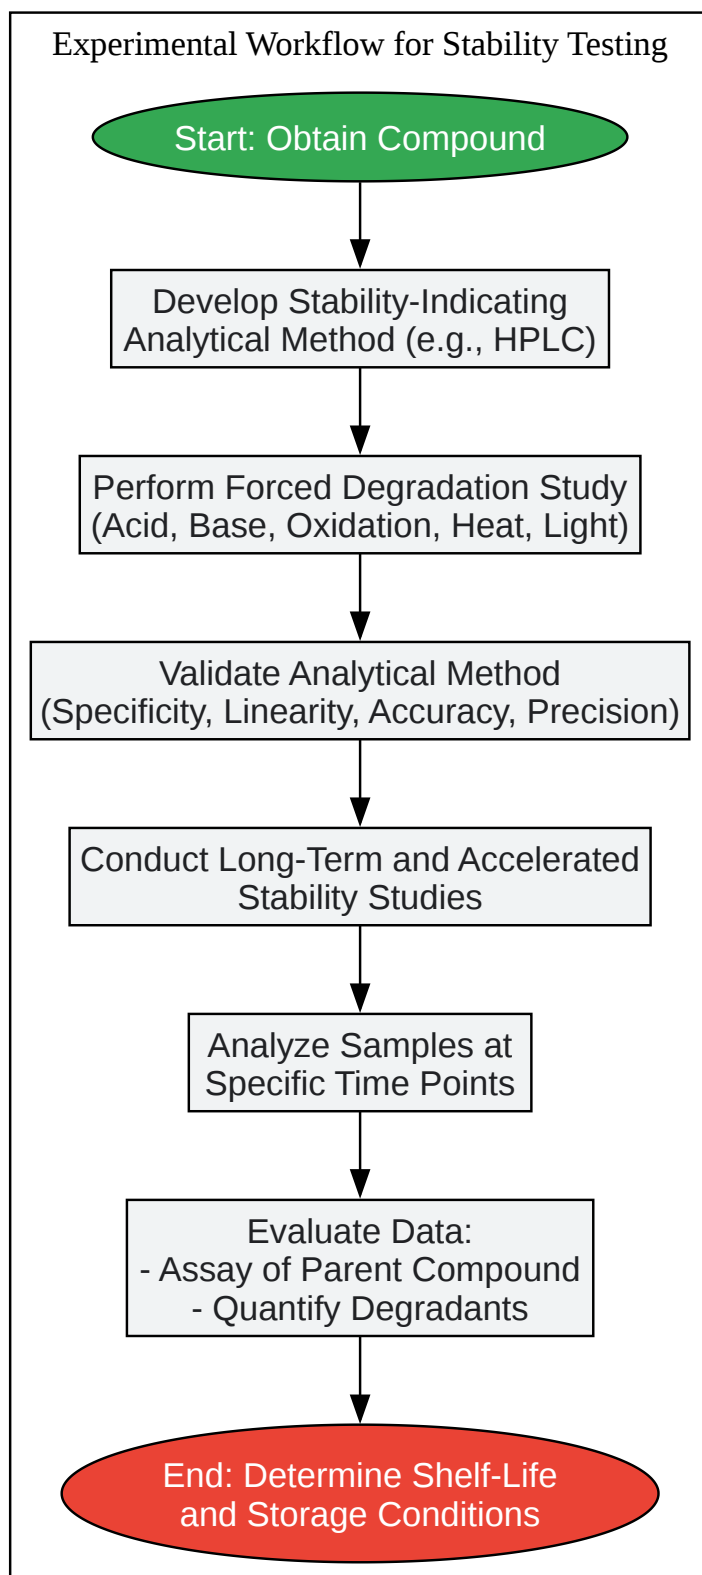 Experimental Workflow for Stability Testing
Start: Obtain Compound
Develop Stability-Indicating
Analytical Method (e.g., HPLC)
Perform Forced Degradation Study
(Acid, Base, Oxidation, Heat, Light)
Validate Analytical Method
(Specificity, Linearity, Accuracy, Precision)
Conduct Long-Term and Accelerated
Stability Studies
Analyze Samples at
Specific Time Points
Evaluate Data:
- Assay of Parent Compound
- Quantify Degradants
End: Determine Shelf-Life
and Storage Conditions